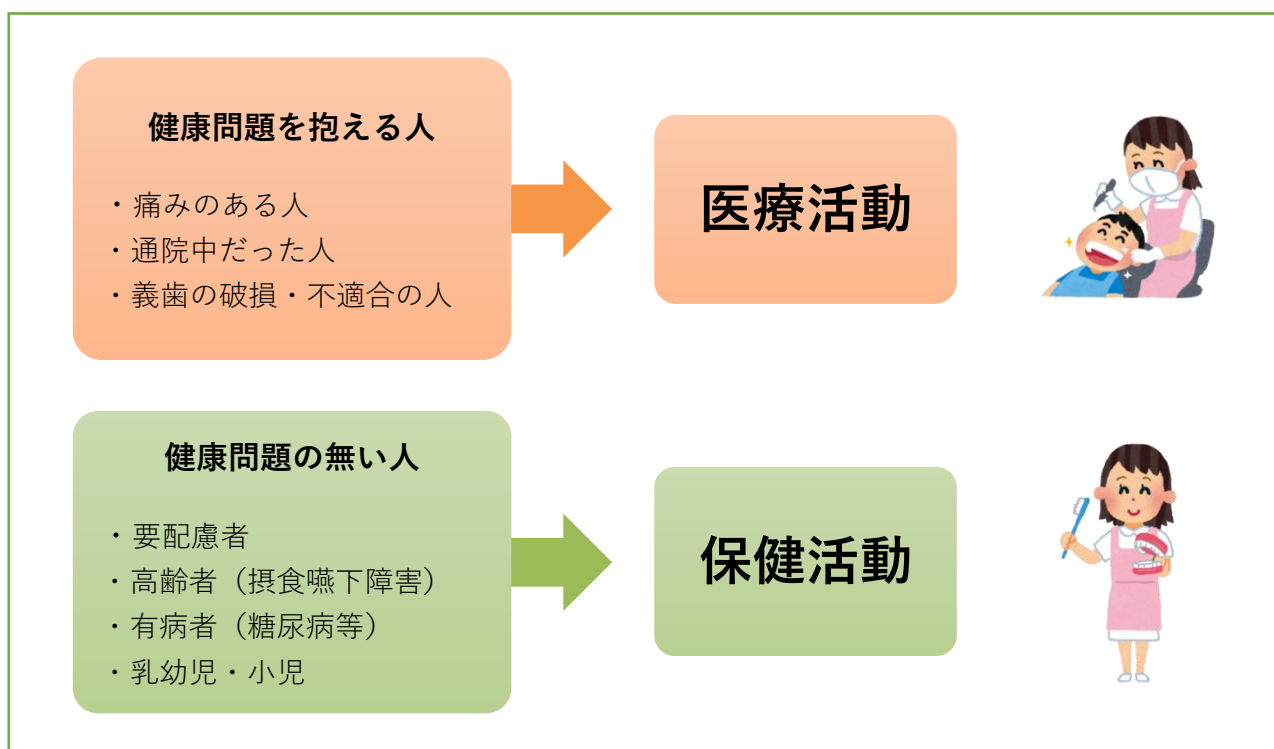 健康問題を抱える人
・痛みのある人
・通院中だった人
・義歯の破損・不適合の人
医療活動
健康問題の無い人
・要配慮者
・高齢者（摂食嚥下障害）
・有病者（糖尿病等）
・乳幼児・小児
保健活動